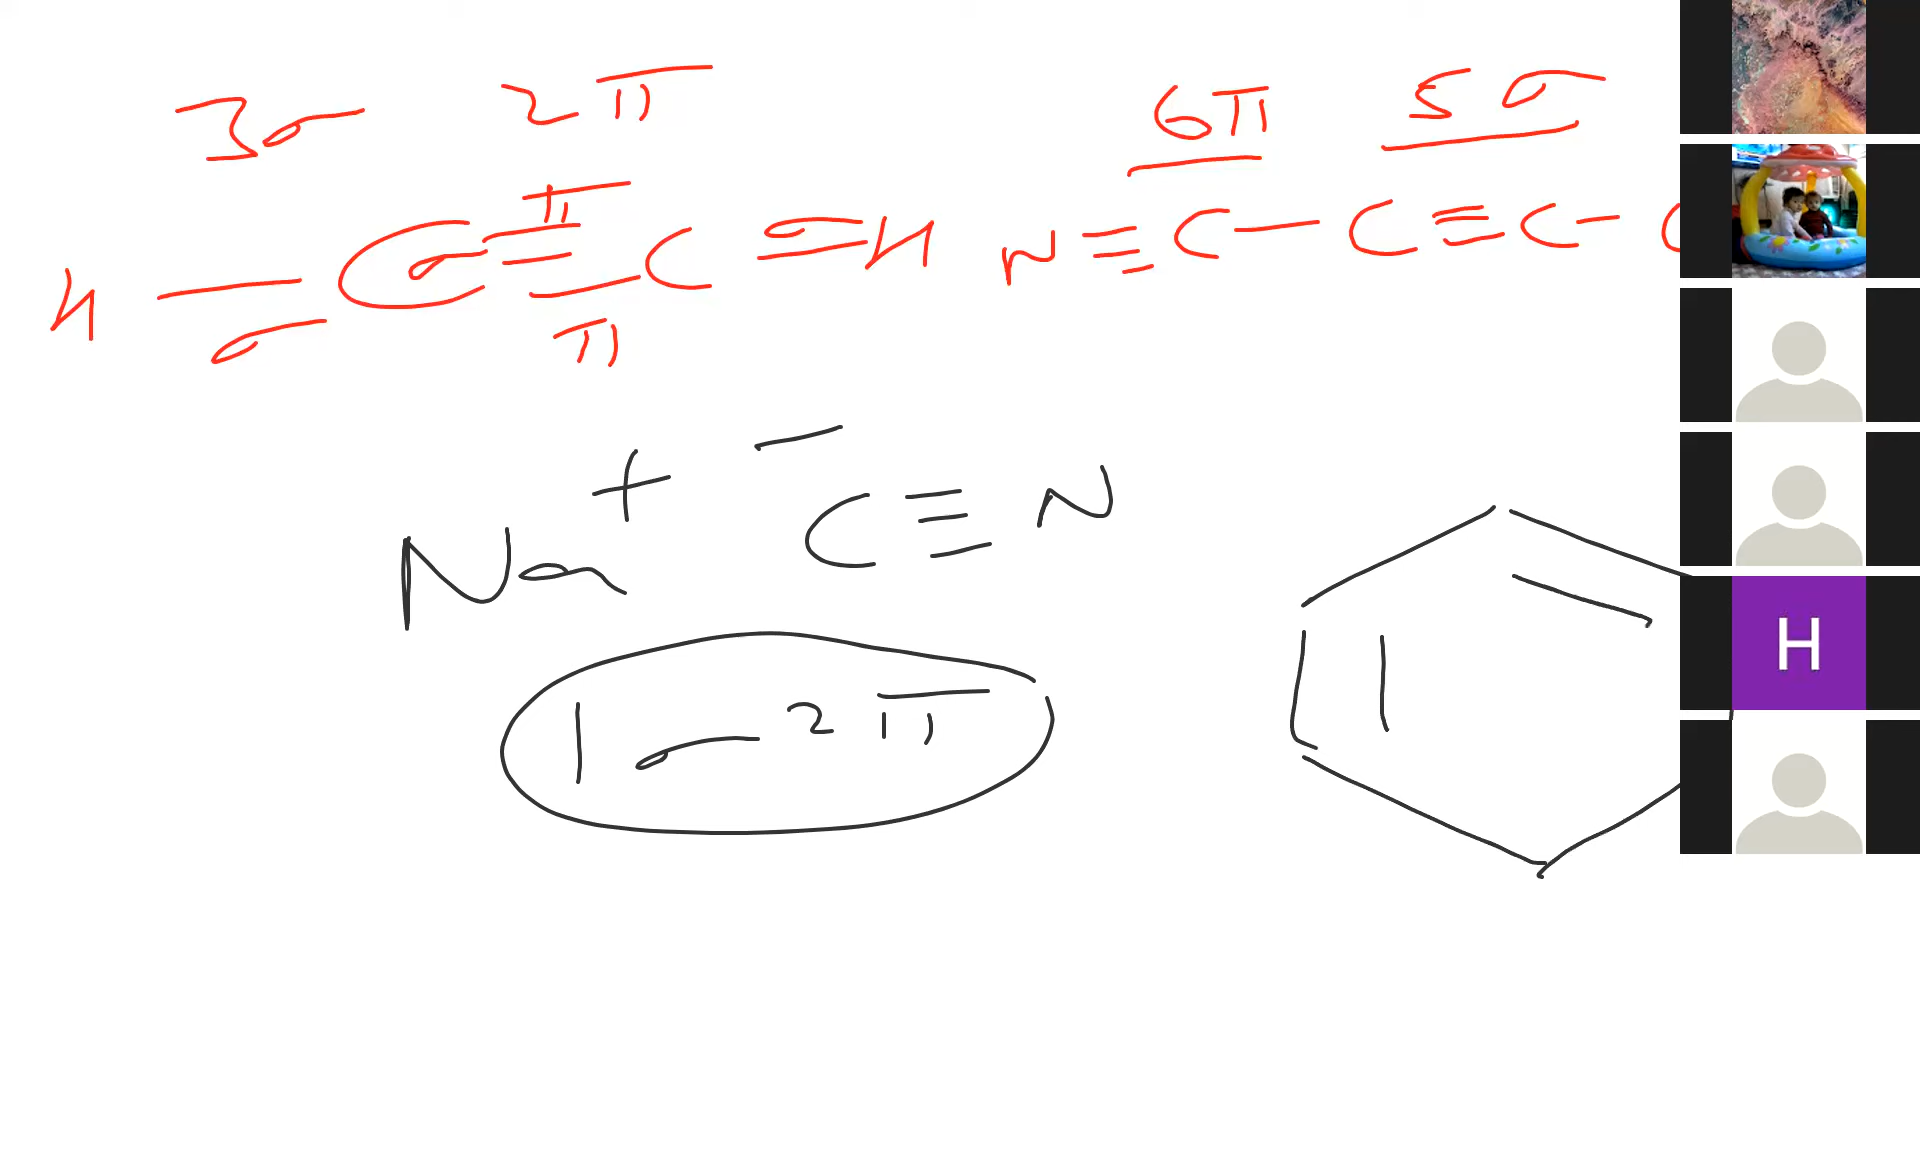 3σ 2π 6π 5σ
π
H — C ≡ C — H N ≡ C — C ≡ C — C
σ σ σ
π
Na⁺ ⁻C ≡ N
1σ 2π
H